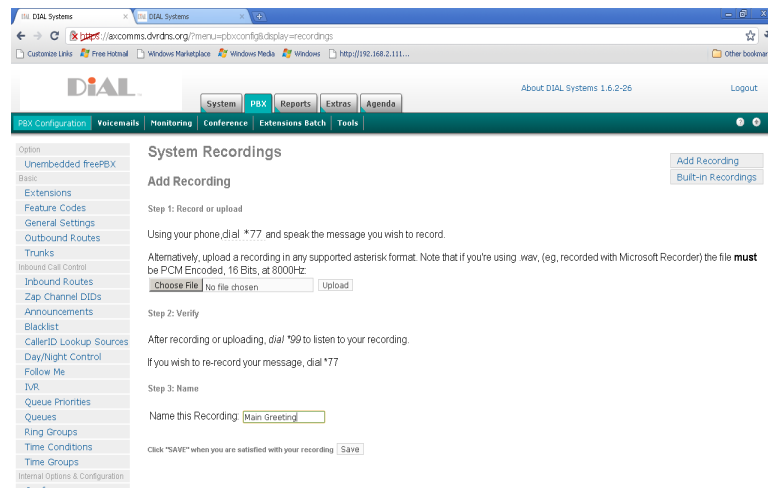 DIAL Systems
DIAL Systems
https://axcomms.dvrdns.org/?menu=pbxconfig&display=recordings
Customize Links Free Hotmail Windows Marketplace Windows Media Windows http://192.168.2.111... Other bookmar
DiAL
About DIAL Systems 1.6.2-26 Logout
System PBX Reports Extras Agenda
PBX Configuration Voicemails Monitoring Conference Extensions Batch Tools
Option
Unembedded freePBX
Basic
Extensions
Feature Codes
General Settings
Outbound Routes
Trunks
Inbound Call Control
Inbound Routes
Zap Channel DIDs
Announcements
Blacklist
CallerID Lookup Sources
Day/Night Control
Follow Me
IVR
Queue Priorities
Queues
Ring Groups
Time Conditions
Time Groups
Internal Options & Configuration
System Recordings
Add Recording
Built-in Recordings
Add Recording
Step 1: Record or upload
Using your phone,dial *77 and speak the message you wish to record.
Alternatively, upload a recording in any supported asterisk format. Note that if you're using .wav, (eg, recorded with Microsoft Recorder) the file must
be PCM Encoded, 16 Bits, at 8000Hz:
Choose File No file chosen Upload
Step 2: Verify
After recording or uploading, dial *99 to listen to your recording.
If you wish to re-record your message, dial *77
Step 3: Name
Name this Recording: Main Greeting
Click "SAVE" when you are satisfied with your recording Save